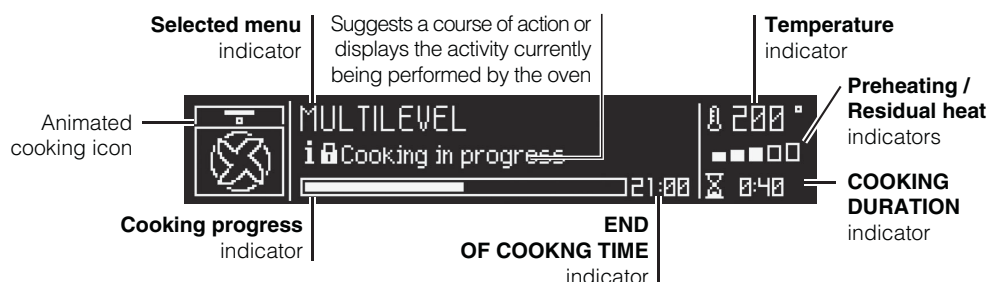 Selected menu
indicator
Suggests a course of action or
displays the activity currently
being performed by the oven
Temperature
indicator
Preheating /
Residual heat
indicators
Animated
cooking icon
MULTILEVEL
200 °
i Cooking in progress
21:00
0:40
COOKING
DURATION
indicator
Cooking progress
indicator
END
OF COOKNG TIME
indicator